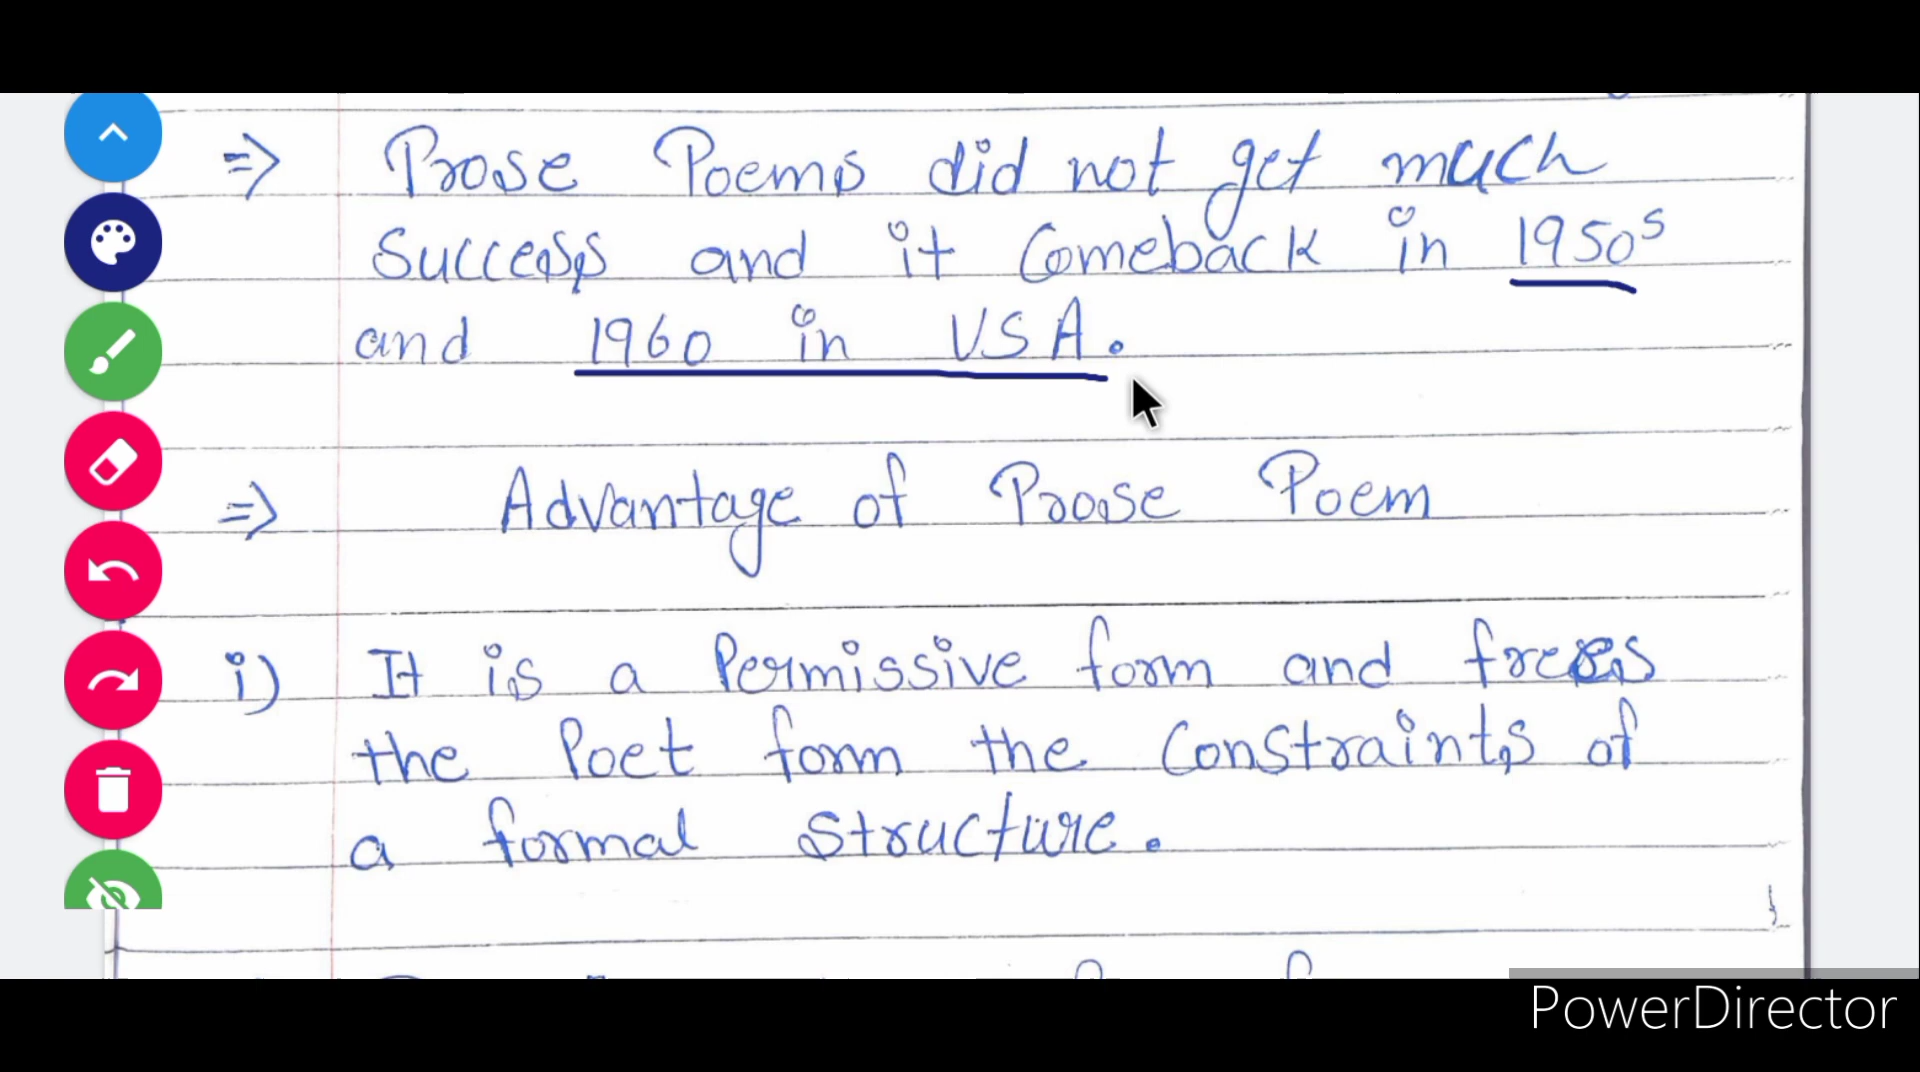 => Prose Poems did not get much
Success and it Comeback in 1950s
and 1960 in USA.
=> Advantage of Prose Poem
i) It is a Permissive form and frees
the Poet form the Constraints of
a formal Structure.
PowerDirector